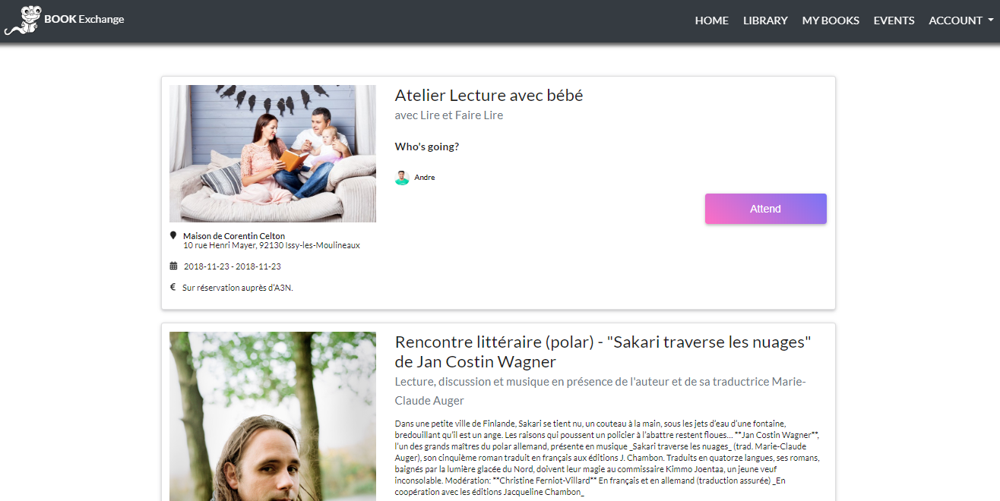 BOOK Exchange
HOME LIBRARY MY BOOKS EVENTS ACCOUNT
Atelier Lecture avec bébé
avec Lire et Faire Lire
Who's going?
Andre
Attend
Maison de Corentin Celton
10 rue Henri Mayer, 92130 Issy-les-Moulineaux
2018-11-23 - 2018-11-23
€ Sur réservation auprès d'A3N.
Rencontre littéraire (polar) - "Sakari traverse les nuages"
de Jan Costin Wagner
Lecture, discussion et musique en présence de l'auteur et de sa traductrice Marie-
Claude Auger
Dans une petite ville de Finlande, Sakari se tient nu, un couteau à la main, sous les jets d'eau d'une fontaine,
bredouillant qu'il est un ange. Les raisons qui poussent un policier à l'abattre restent floues... **Jan Costin Wagner**,
l'un des grands maîtres du polar allemand, présente en musique _Sakari traverse les nuages_ (trad. Marie-Claude
Auger), son cinquième roman traduit en français aux éditions J. Chambon. Traduits en quatorze langues, ses romans,
baignés par la lumière glacée du Nord, doivent leur magie au commissaire Kimmo Joentaa, un jeune veuf
inconsolable. Modération: **Christine Ferniot-Villard** En français et en allemand (traduction assurée) _En
coopération avec les éditions Jacqueline Chambon_